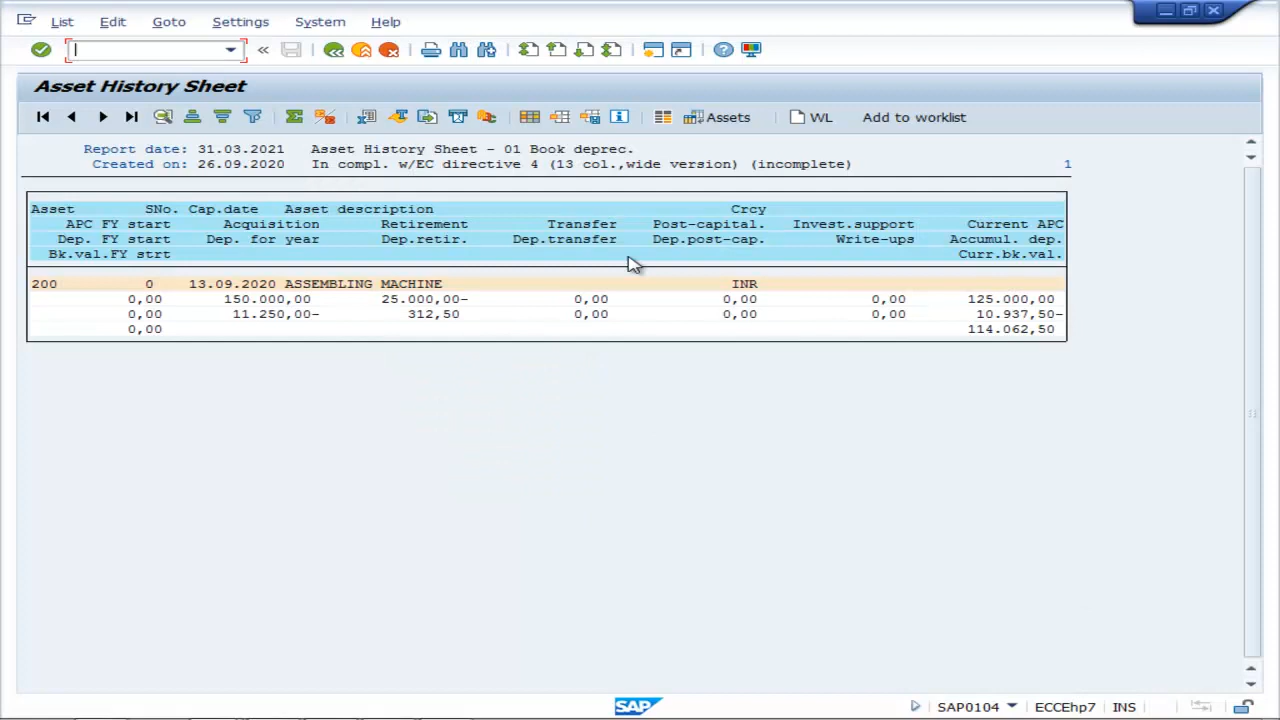 List Edit Goto Settings System Help
Asset History Sheet
Assets WL Add to worklist
Report date: 31.03.2021 Asset History Sheet - 01 Book deprec.
Created on: 26.09.2020 In compl. w/EC directive 4 (13 col.,wide version) (incomplete) 1
Asset SNo. Cap.date Asset description Crcy
APC FY start Acquisition Retirement Transfer Post-capital. Invest.support Current APC
Dep. FY start Dep. for year Dep.retir. Dep.transfer Dep.post-cap. Write-ups Accumul. dep.
Bk.val.FY strt Curr.bk.val.
200 0 13.09.2020 ASSEMBLING MACHINE INR
0,00 150.000,00 25.000,00- 0,00 0,00 0,00 125.000,00
0,00 11.250,00- 312,50 0,00 0,00 0,00 10.937,50-
0,00 114.062,50
SAP SAP0104 ECCEhp7 INS